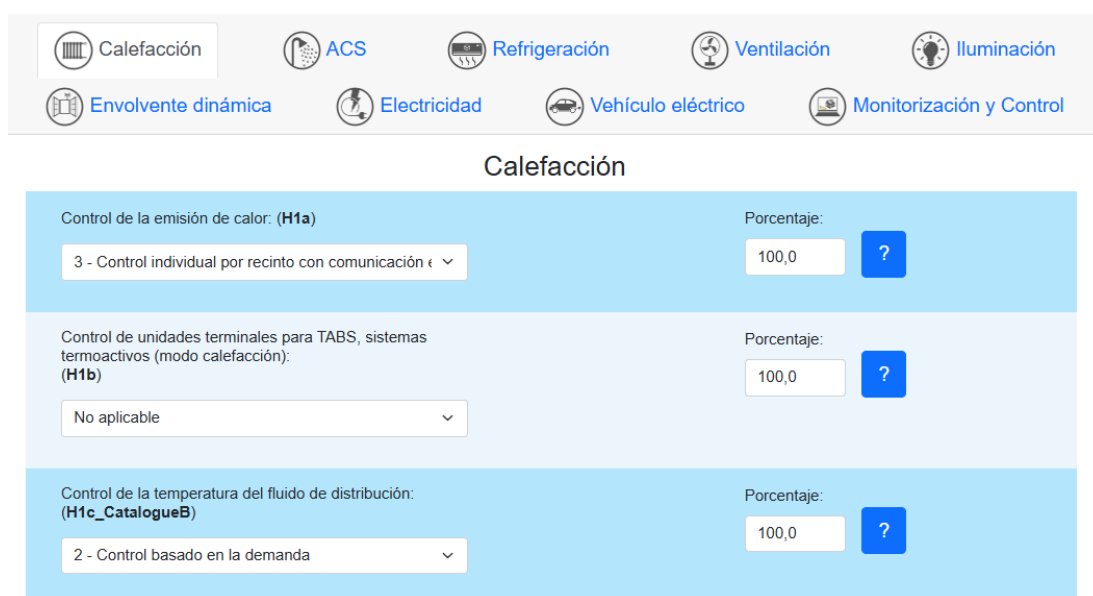 Calefacción
ACS
Refrigeración
Ventilación
Iluminación
Envolvente dinámica
Electricidad
Vehículo eléctrico
Monitorización y Control
Calefacción
Control de la emisión de calor: (H1a)
Porcentaje:
3 - Control individual por recinto con comunicación e
100,0
?
Control de unidades terminales para TABS, sistemas
termoactivos (modo calefacción):
(H1b)
Porcentaje:
100,0
?
No aplicable
Control de la temperatura del fluido de distribución:
(H1c_CatalogueB)
Porcentaje:
100,0
?
2 - Control basado en la demanda